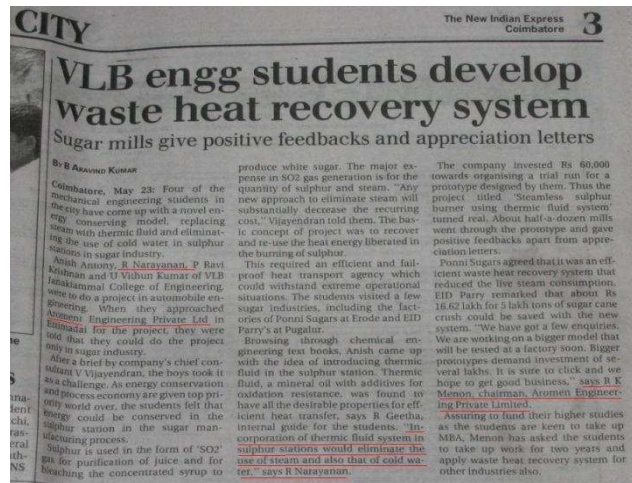 CITY
The New Indian Express
Coimbatore
3
VLB engg students develop
waste heat recovery system
Sugar mills give positive feedbacks and appreciation letters
By B Aravind Kumar
Coimbatore, May 23: Four of the
mechanical engineering students in
the city have come up with a novel en-
ergy conserving model, replacing
steam with thermic fluid and eliminat-
ing the use of cold water in sulphur
stations in sugar industry.
Anish Antony, R Narayanan, P Ravi
Krishnan and U Vishun Kumar of VLB
Janakiammal College of Engineering,
were to do a project in automobile en-
gineering. When they approached
Aromen Engineering Private Ltd in
Ettimadai for the project, they were
told that they could do the project
only in sugar industry.
After a brief by company's chief con-
sultant V Vijayendran, the boys took it
as a challenge. As energy conservation
and process economy are given top pri-
ority world over, the students felt that
energy could be conserved in the
sulphur station in the sugar man-
ufacturing process.
Sulphur is used in the form of 'SO2'
gas for purification of juice and for
bleaching the concentrated syrup to
produce white sugar. The major ex-
pense in SO2 gas generation is for the
quantity of sulphur and steam. "Any
new approach to eliminate steam will
substantially decrease the recurring
cost," Vijayendran told them. The bas-
ic concept of project was to recover
and re-use the heat energy liberated in
the burning of sulphur.
This required an efficient and fail-
proof heat transport agency which
could withstand extreme operational
situations. The students visited a few
sugar industries, including the fact-
ories of Ponni Sugars at Erode and EID
Parry's at Pugalur.
Browsing through chemical en-
gineering text books, Anish came up
with the idea of introducing thermic
fluid in the sulphur station. Thermic
fluid, a mineral oil with additives for
oxidation resistance, was found to
have all the desirable properties for eff-
icient heat transfer, says R Geetha,
internal guide for the students. "In-
corporation of thermic fluid system in
sulphur stations would eliminate the
use of steam and also that of cold wa-
ter," says R Narayanan.
The company invested Rs 60,000
towards organising a trial run for a
prototype designed by them. Thus the
project titled 'Steamless sulphur
burner using thermic fluid system'
turned real. About half-a-dozen mills
went through the prototype and gave
positive feedbacks apart from appre-
ciation letters.
Ponni Sugars agreed that it was an eff-
icient waste heat recovery system that
reduced the live steam consumption.
EID Parry remarked that about Rs
16.62 lakh for 5 lakh tons of sugar cane
crush could be saved with the new
system. "We have got a few enquiries.
We are working on a bigger model that
will be tested at a factory soon. Bigger
prototypes demand investment of se-
veral lakhs. It is sure to click and we
hope to get good business," says R K
Menon, chairman, Aromen Engineer-
ing Private Limited.
Assuring to fund their higher studies
as the students are keen to take up
MBA, Menon has asked the students
to take up work for two years and
apply waste heat recovery system for
other industries also.